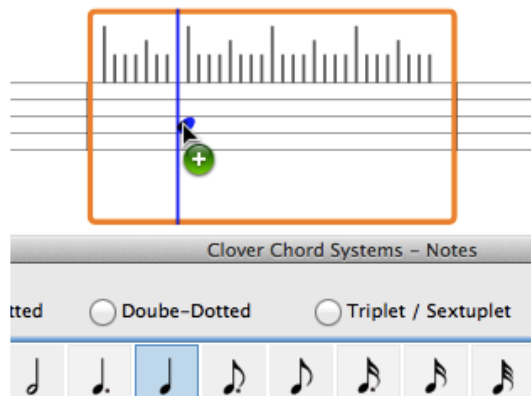 Clover Chord Systems – Notes
tted Doube-Dotted Triplet / Sextuplet